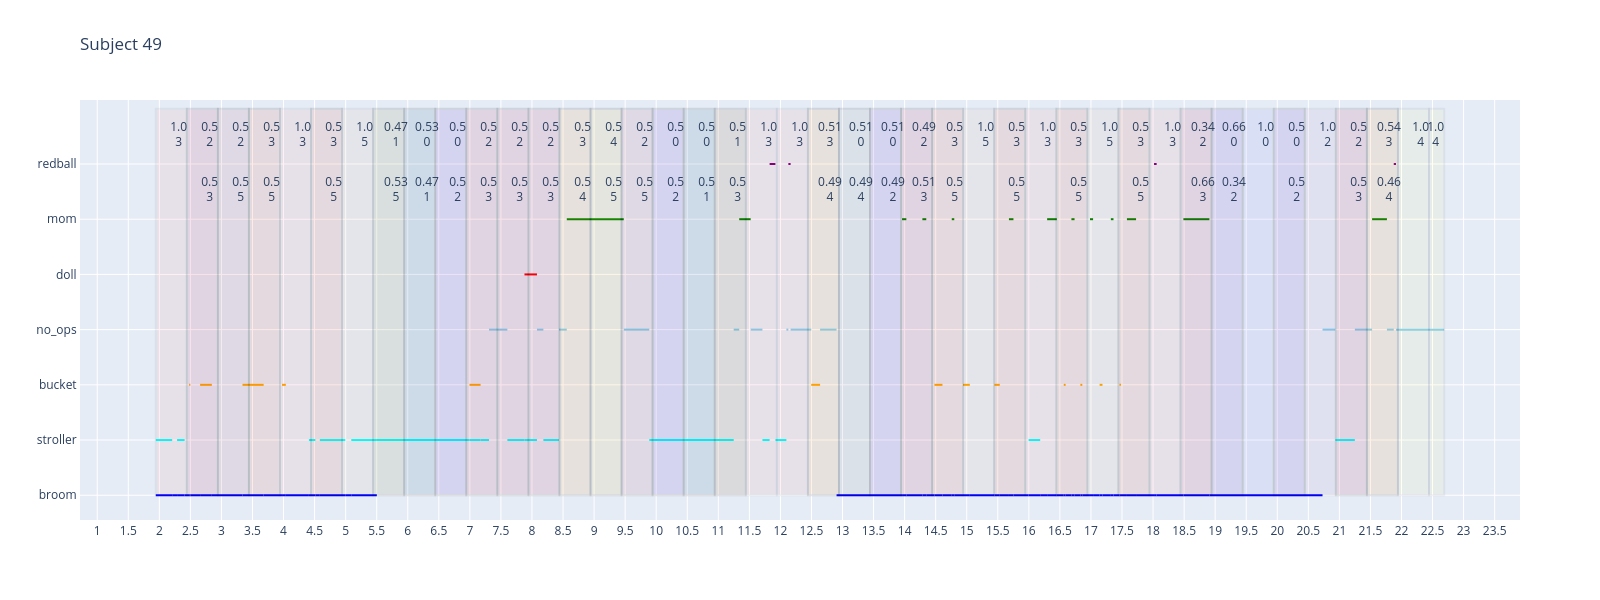 Subject 49
1.0 0.5 0.5 0.5 1.0 0.5 1.0 0.47 0.53 0.5 0.5 0.5 0.5 0.5 0.5 0.5 0.5 0.5 0.5 1.0 1.0 0.51 0.51 0.51 0.49 0.5 1.0 0.5 1.0 0.5 1.0 0.5 1.0 0.34 0.66 1.0 0.5 1.0 0.5 0.54 1.0 1.0
3 2 2 3 3 3 5 1 0 0 2 2 2 3 4 2 0 0 1 3 3 3 0 0 2 3 5 3 3 3 5 3 3 2 0 0 0 2 2 3 4 4
redball
0.5 0.5 0.5 0.5 0.53 0.47 0.5 0.5 0.5 0.5 0.5 0.5 0.5 0.5 0.5 0.5 0.49 0.49 0.49 0.51 0.5 0.5 0.5 0.5 0.66 0.34 0.5 0.5 0.46
3 5 5 5 5 1 2 3 3 3 4 5 5 2 1 3 4 4 2 3 5 5 5 5 3 2 2 3 4
mom
doll
no_ops
bucket
stroller
broom
1 1.5 2 2.5 3 3.5 4 4.5 5 5.5 6 6.5 7 7.5 8 8.5 9 9.5 10 10.5 11 11.5 12 12.5 13 13.5 14 14.5 15 15.5 16 16.5 17 17.5 18 18.5 19 19.5 20 20.5 21 21.5 22 22.5 23 23.5